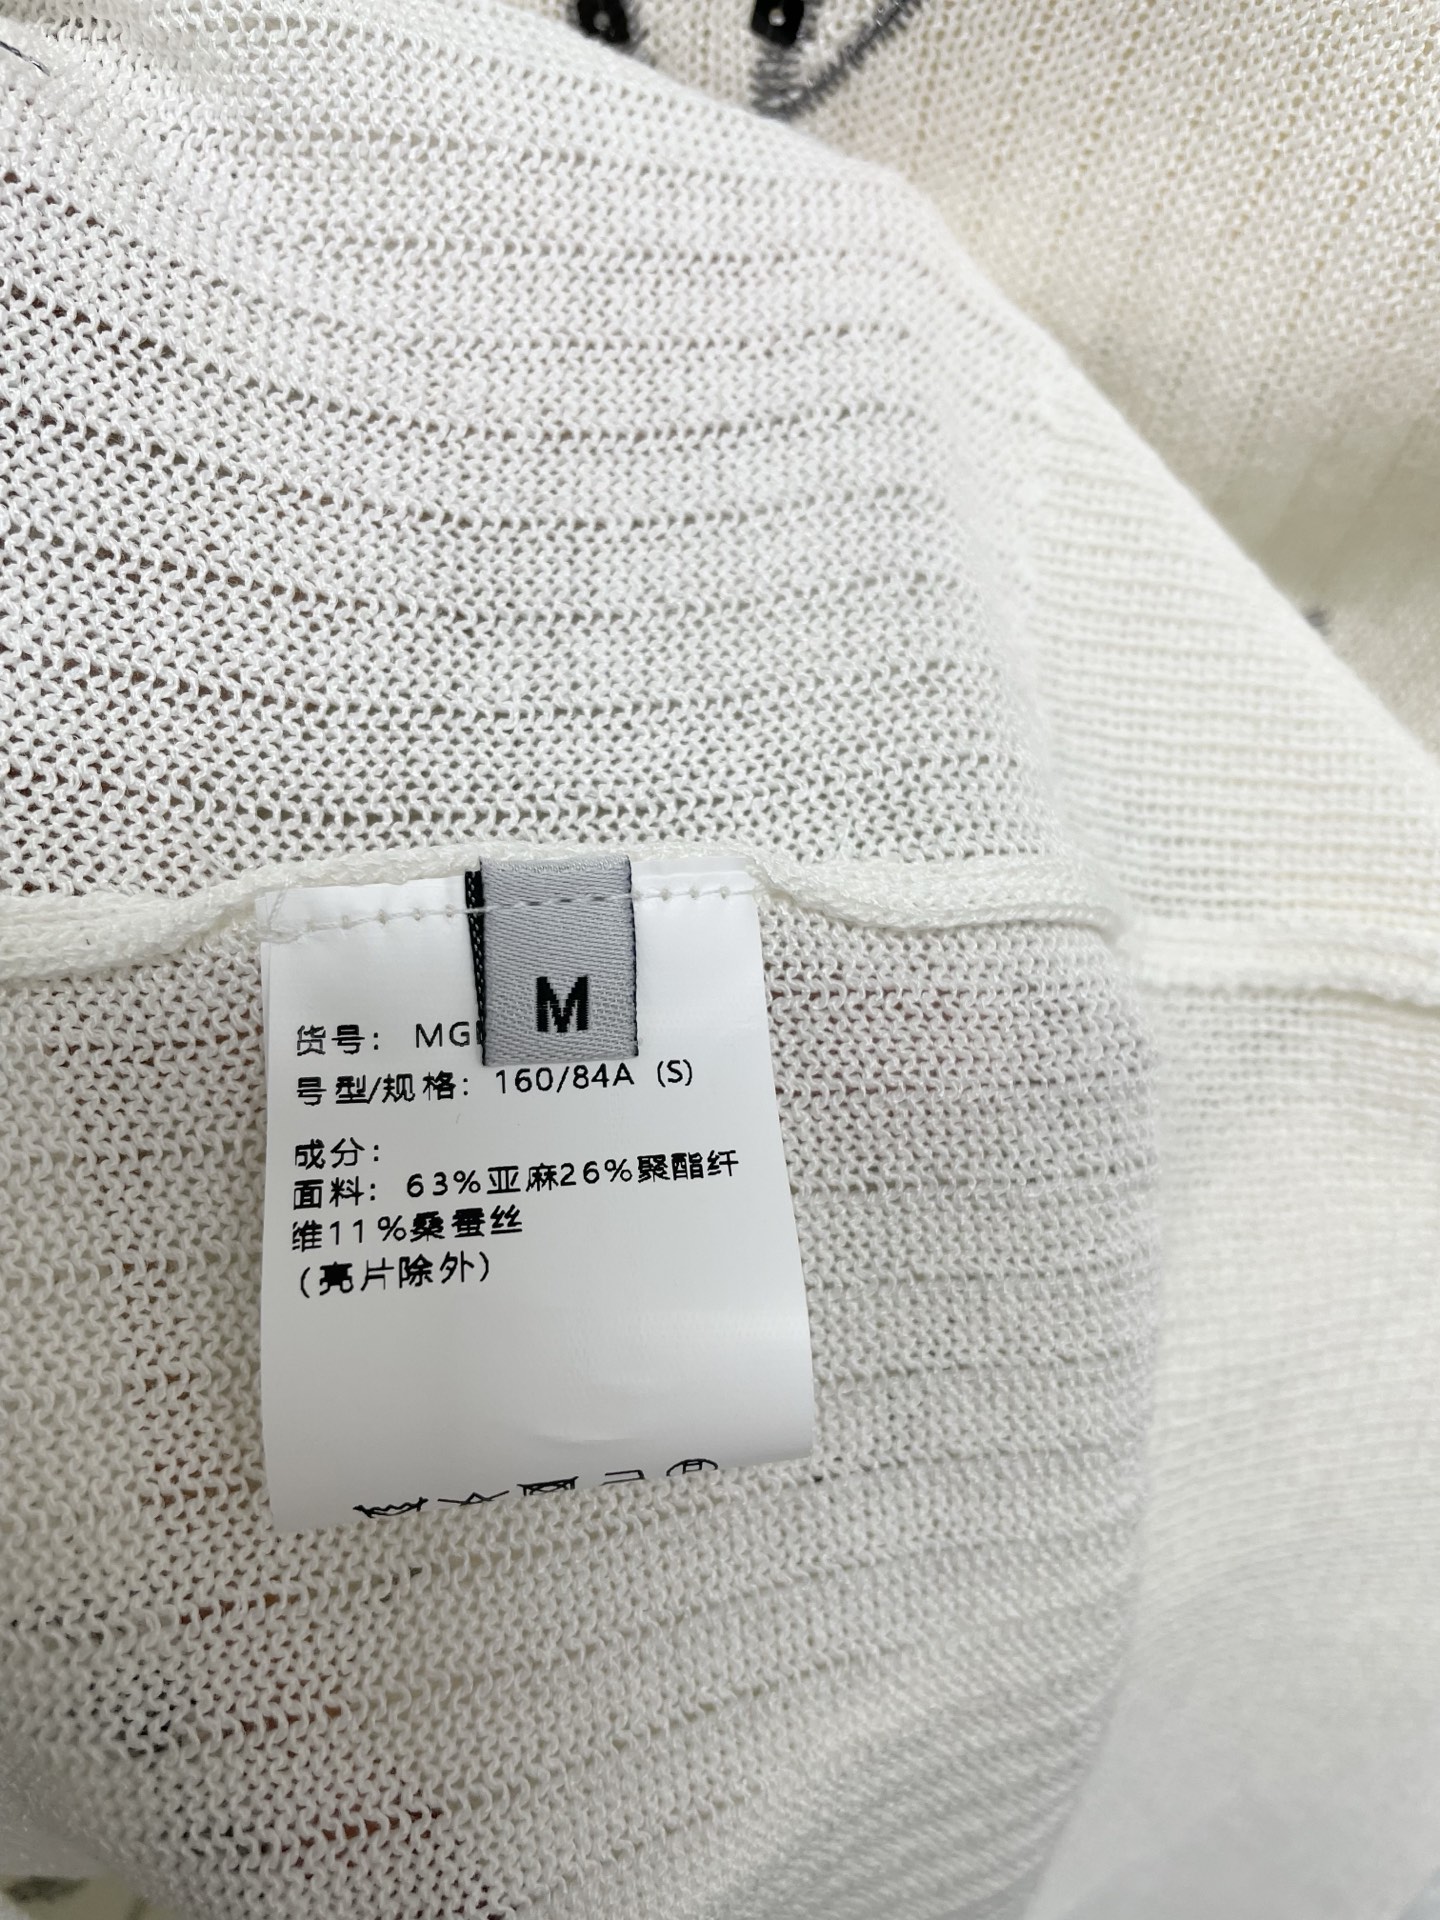 M
货号: MG
号型/规格: 160/84A (S)
成分:
面料: 63%亚麻26%聚酯纤
维11%桑蚕丝
(亮片除外)